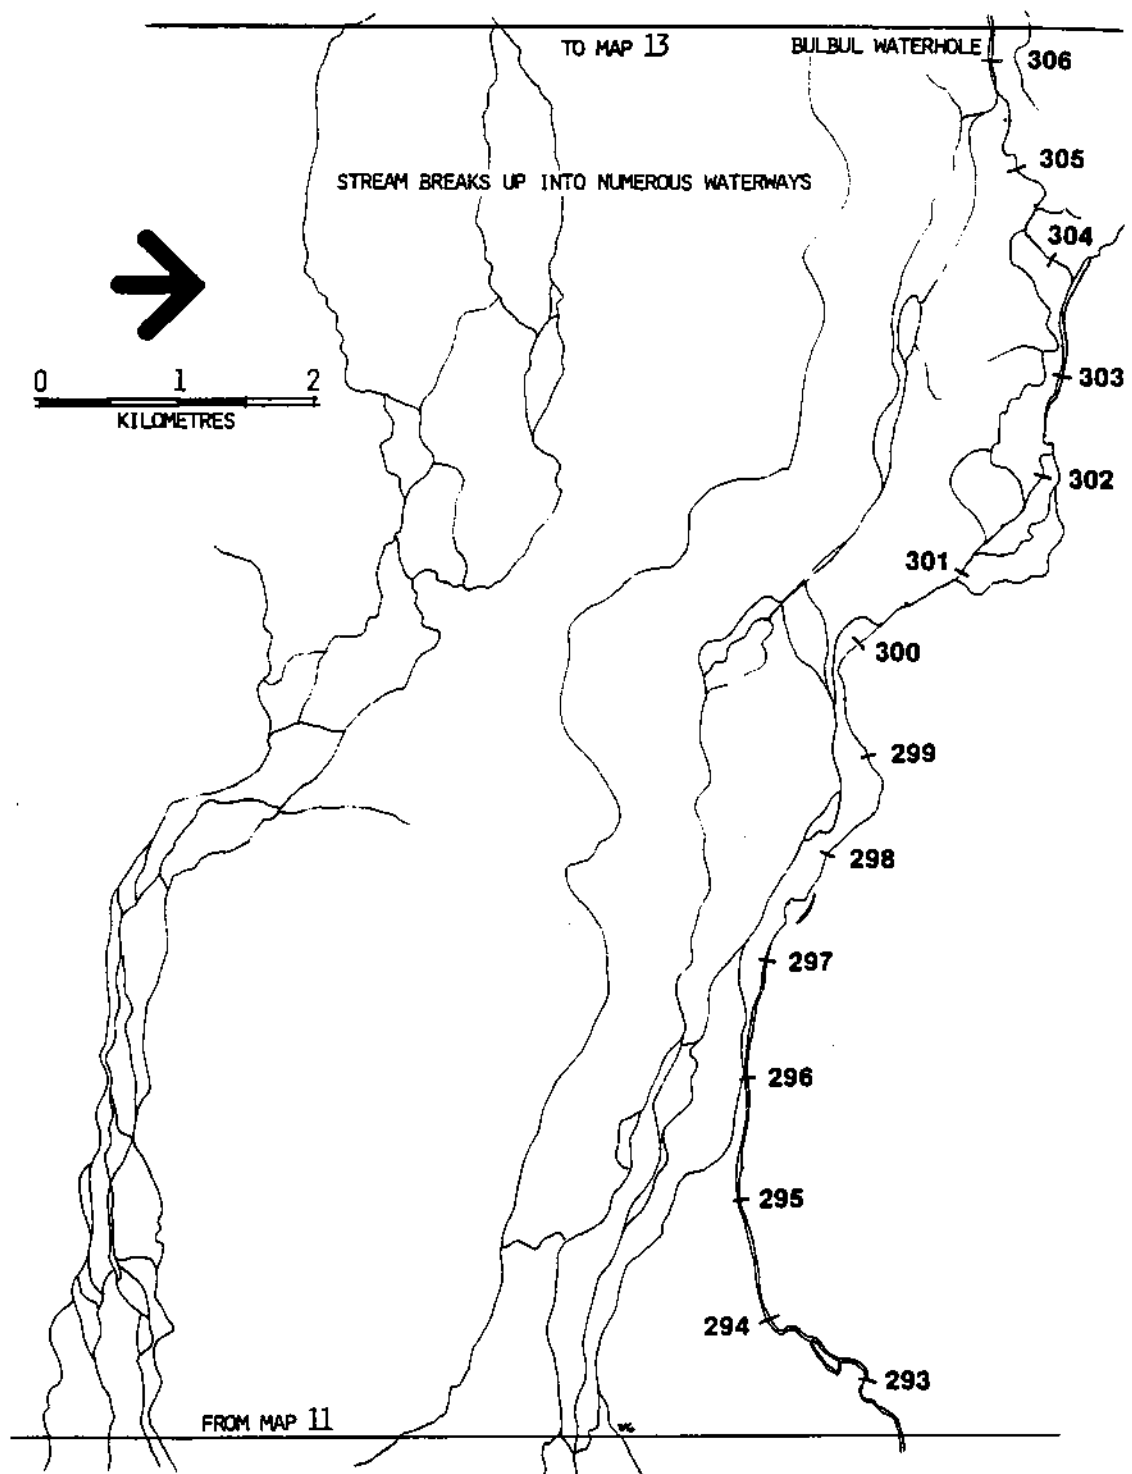 TO MAP 13
BULBUL WATERHOLE
306
305
STREAM BREAKS UP INTO NUMEROUS WATERWAYS
304
0 1 2
KILOMETRES
303
302
301
300
299
298
297
296
295
294
293
FROM MAP 11